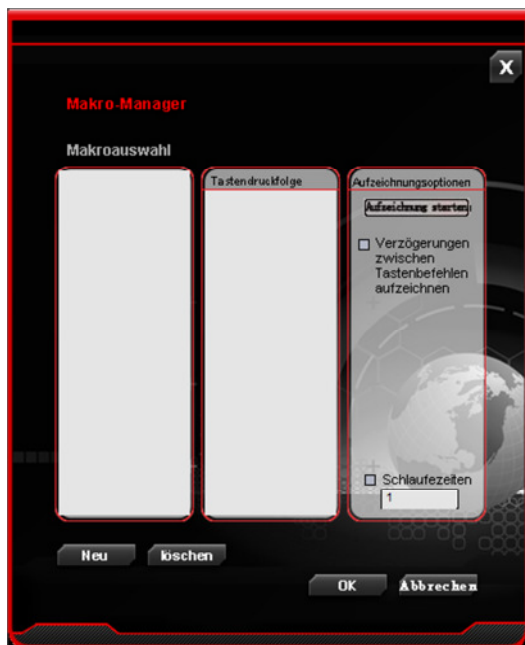 X
Makro-Manager
Makroauswahl
Tastendruckfolge
Aufzeichnungsoptionen
Aufzeichnung starten
Verzögerungen
zwischen
Tastenbefehlen
aufzeichnen
Schlaufezeiten
1
Neu
löschen
OK
Abbrechen